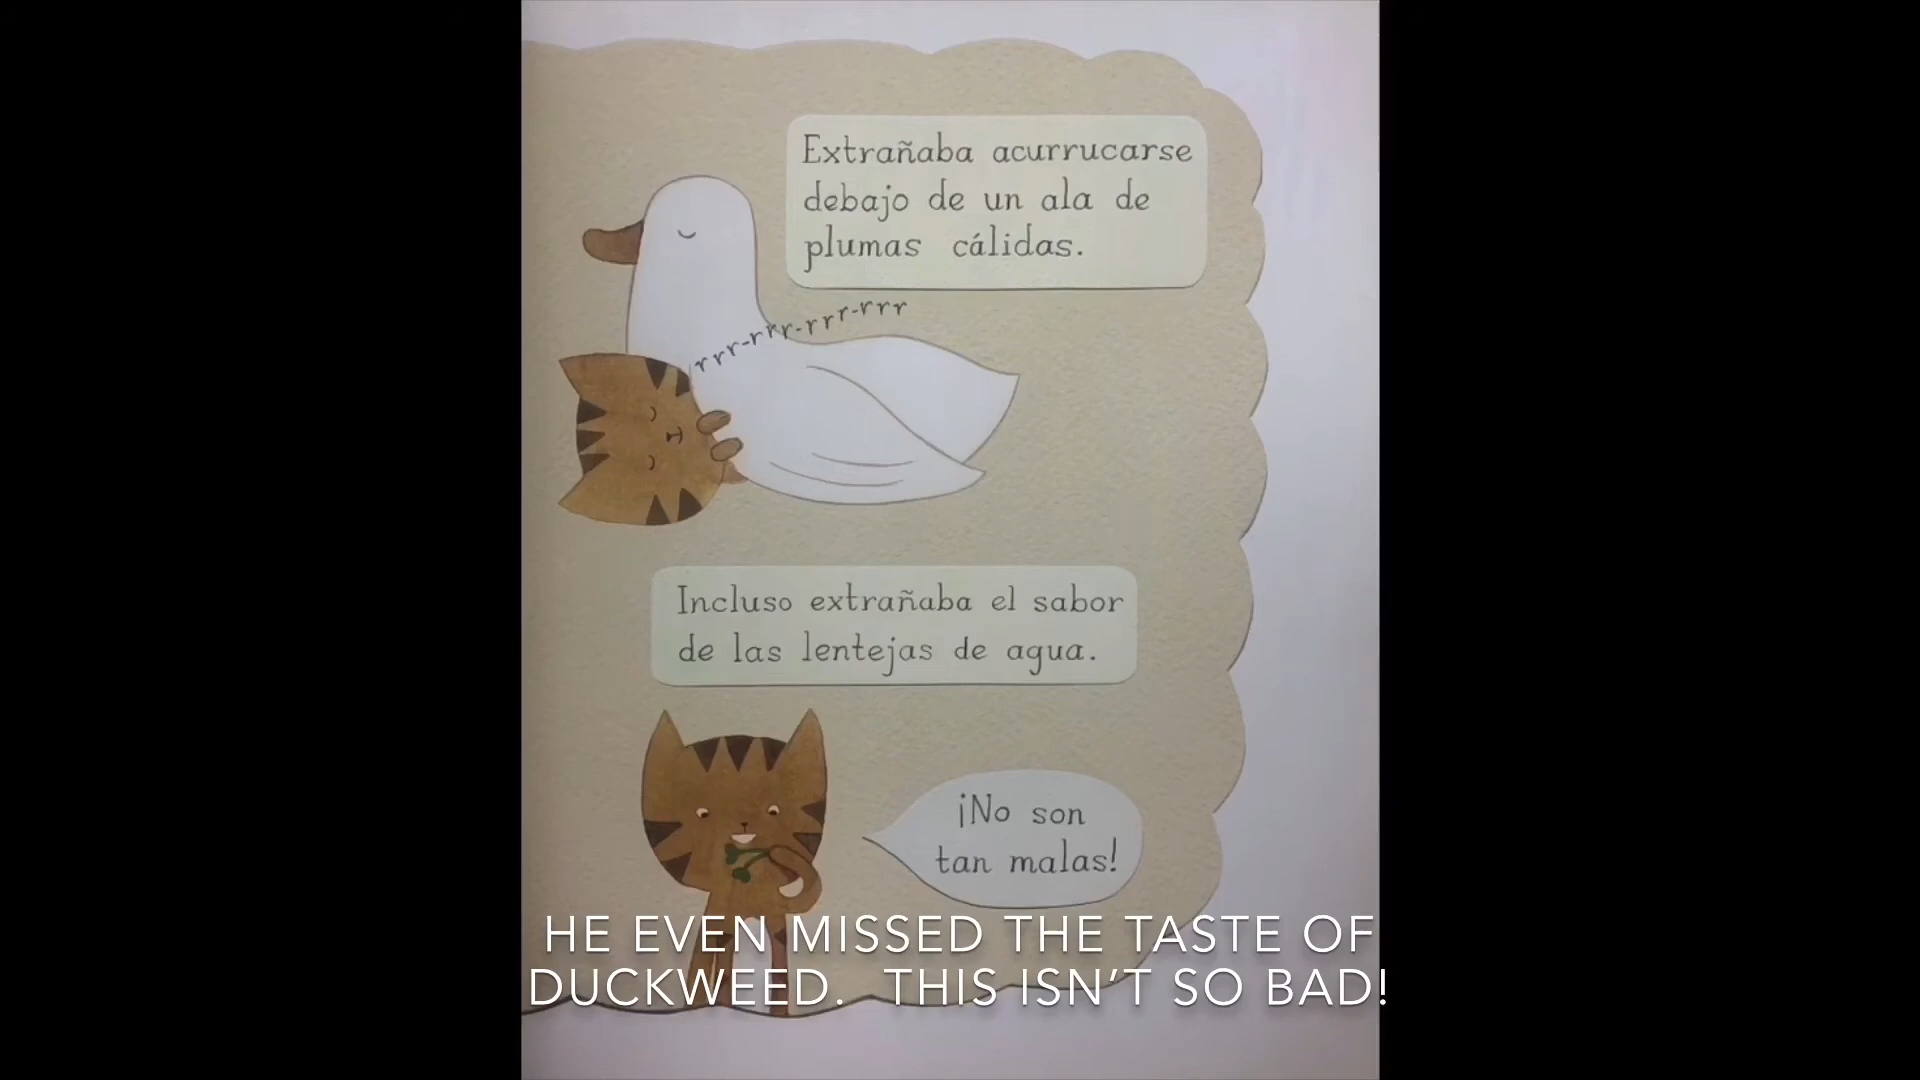 Extrañaba acurrucarse
debajo de un ala de
plumas cálidas.
rrr-rrr-rrr-rrr
Incluso extrañaba el sabor
de las lentejas de agua.
¡No son
tan malas!
HE EVEN MISSED THE TASTE OF
DUCKWEED. THIS ISN'T SO BAD!